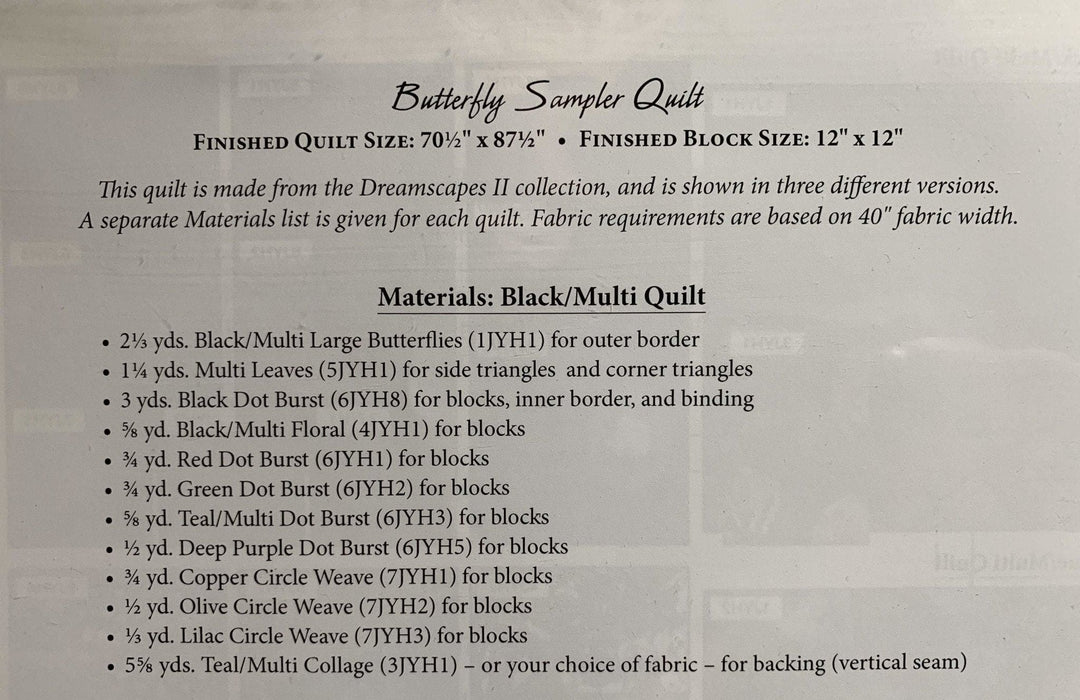 Butterfly Sampler Quilt
Finished Quilt Size: 70½" x 87½" • Finished Block Size: 12" x 12"
This quilt is made from the Dreamscapes II collection, and is shown in three different versions.
A separate Materials list is given for each quilt. Fabric requirements are based on 40" fabric width.
Materials: Black/Multi Quilt
• 2⅓ yds. Black/Multi Large Butterflies (1JYH1) for outer border
• 1¼ yds. Multi Leaves (5JYH1) for side triangles and corner triangles
• 3 yds. Black Dot Burst (6JYH8) for blocks, inner border, and binding
• ⅝ yd. Black/Multi Floral (4JYH1) for blocks
• ¾ yd. Red Dot Burst (6JYH1) for blocks
• ¾ yd. Green Dot Burst (6JYH2) for blocks
• ⅝ yd. Teal/Multi Dot Burst (6JYH3) for blocks
• ½ yd. Deep Purple Dot Burst (6JYH5) for blocks
• ¾ yd. Copper Circle Weave (7JYH1) for blocks
• ½ yd. Olive Circle Weave (7JYH2) for blocks
• ⅓ yd. Lilac Circle Weave (7JYH3) for blocks
• 5⅝ yds. Teal/Multi Collage (3JYH1) – or your choice of fabric – for backing (vertical seam)